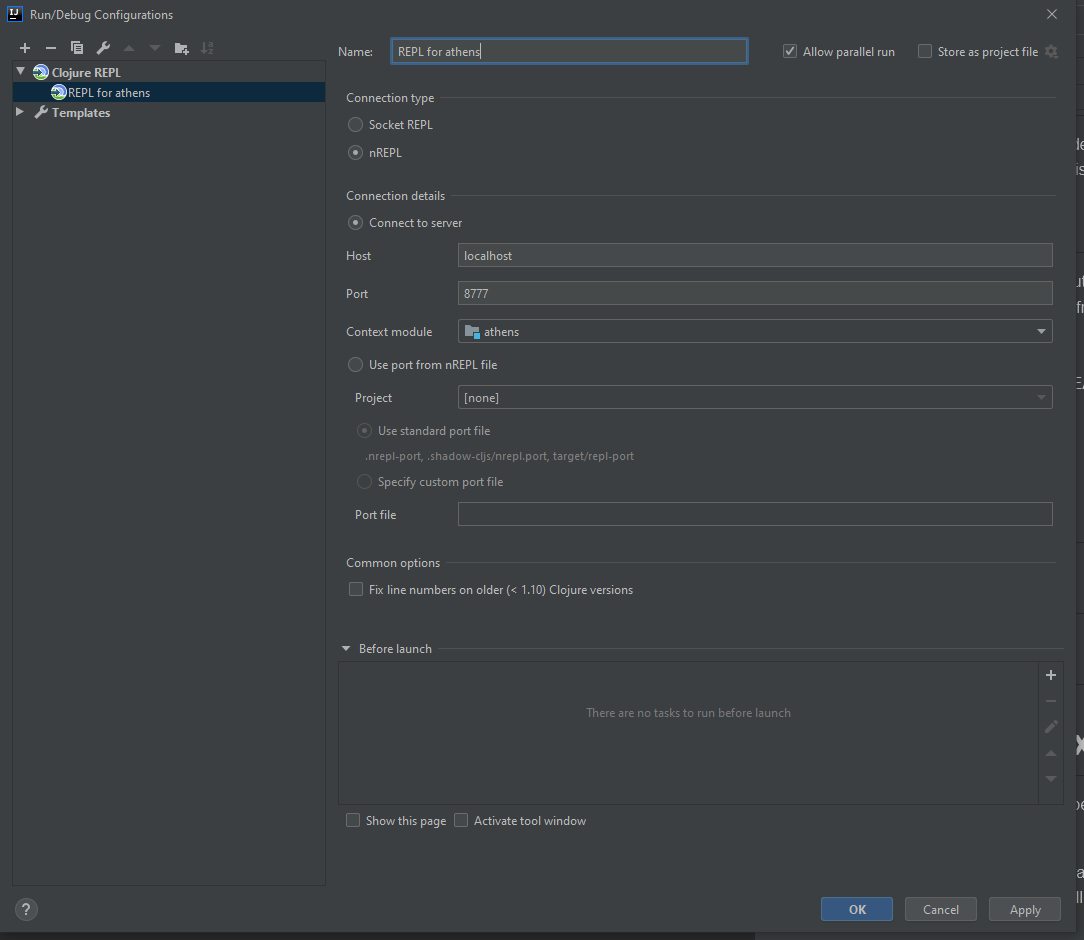 Run/Debug Configurations
Clojure REPL
REPL for athens
Templates
Name: REPL for athens
Allow parallel run
Store as project file
Connection type
Socket REPL
nREPL
Connection details
Connect to server
Host localhost
Port 8777
Context module athens
Use port from nREPL file
Project [none]
Use standard port file
.nrepl-port, .shadow-cljs/nrepl.port, target/repl-port
Specify custom port file
Port file
Common options
Fix line numbers on older (< 1.10) Clojure versions
Before launch
There are no tasks to run before launch
Show this page Activate tool window
? OK Cancel Apply